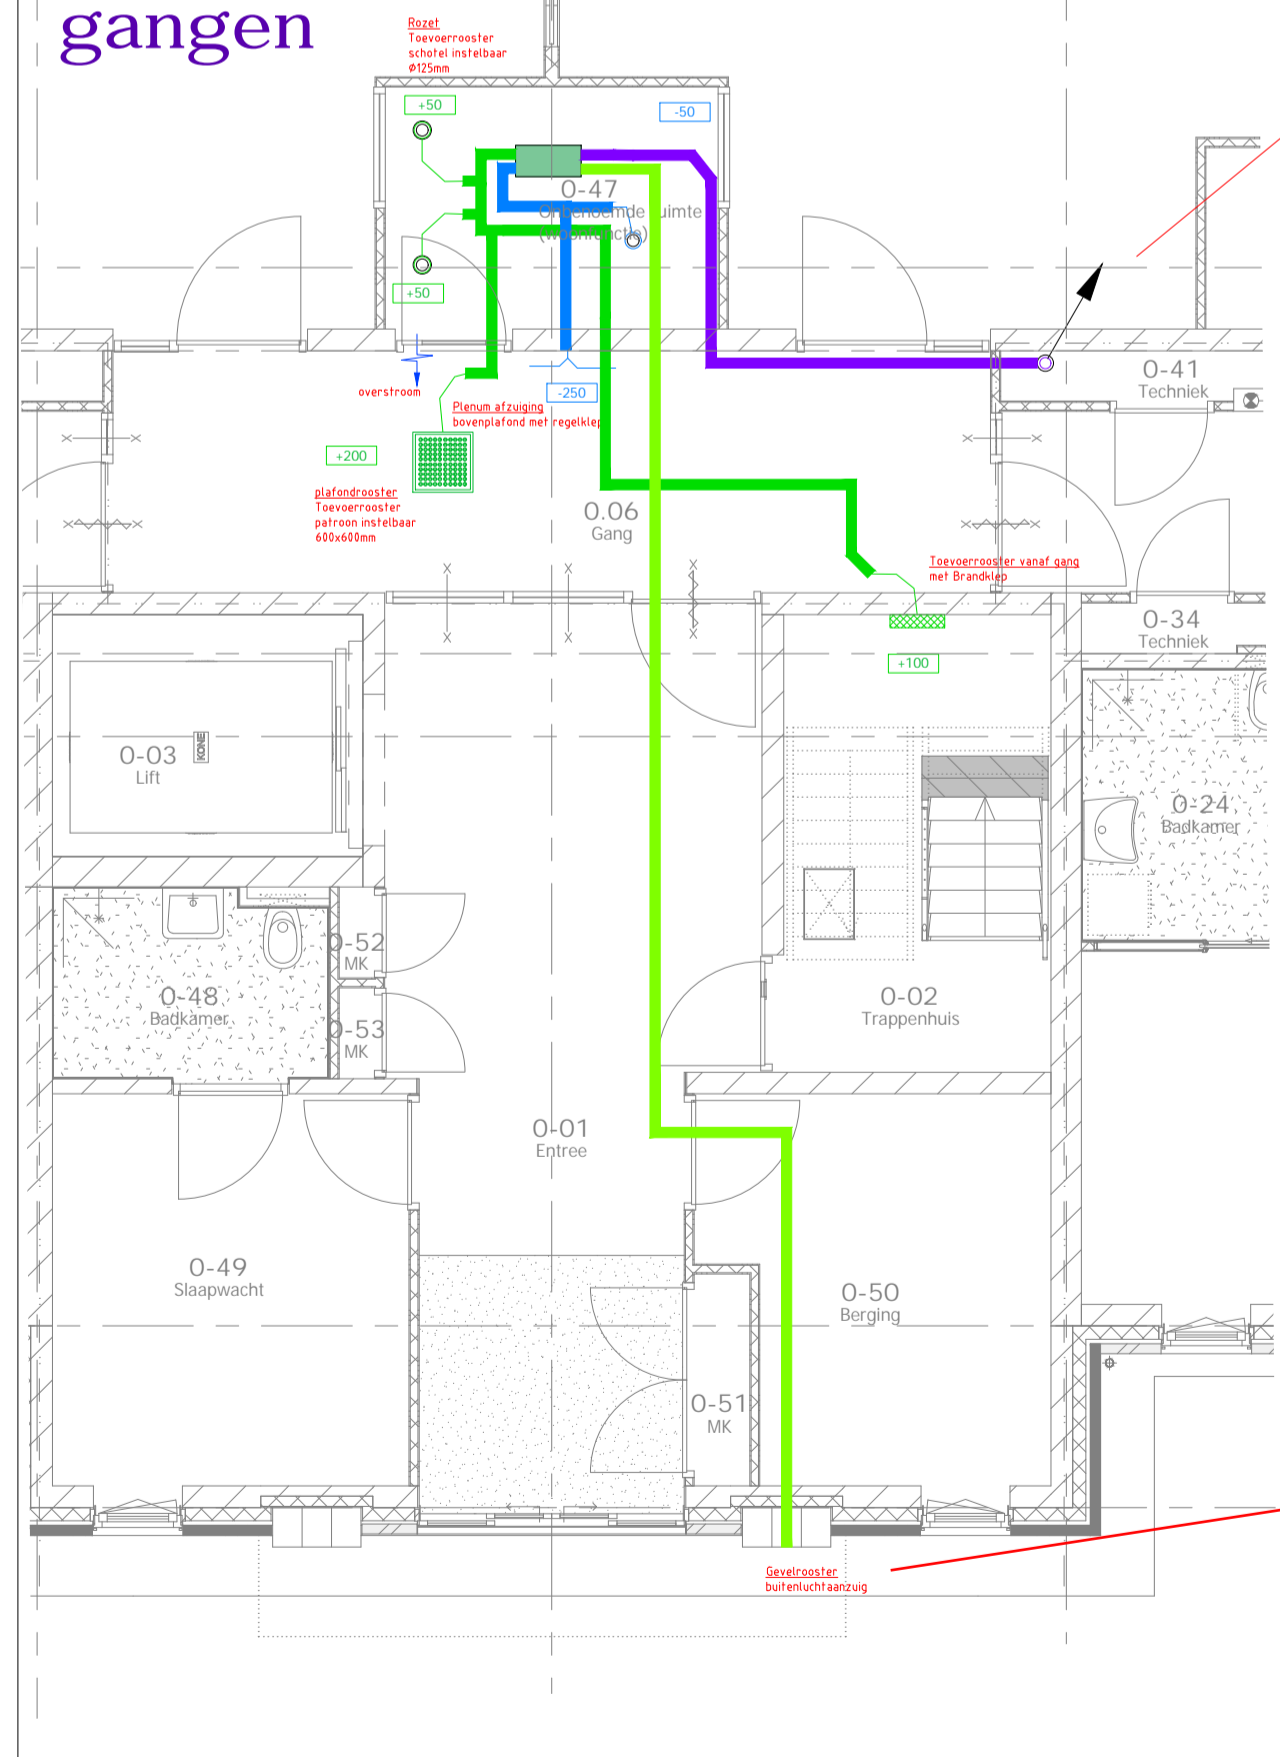 gangen
Rozet
Toevoerrooster
schotel instelbaar
Ø125mm
+50
-50
0-47
Onbenoemde ruimte
(woonfunctie)
+50
overstroom
-250
Plenum afzuiging
bovenplafond met regelklep
0-41
Techniek
+200
plafondrooster
Toevoerrooster
patroon instelbaar
600x600mm
0.06
Gang
Toevoerrooster vanaf gang
met Brandklep
0-34
Techniek
+100
0-03
Lift
KONE
0-24
Badkamer
0-52
MK
0-48
Badkamer
0-53
MK
0-02
Trappenhuis
0-01
Entree
0-49
Slaapwacht
0-50
Berging
0-51
MK
Gevelrooster
buitenluchtaanzuig